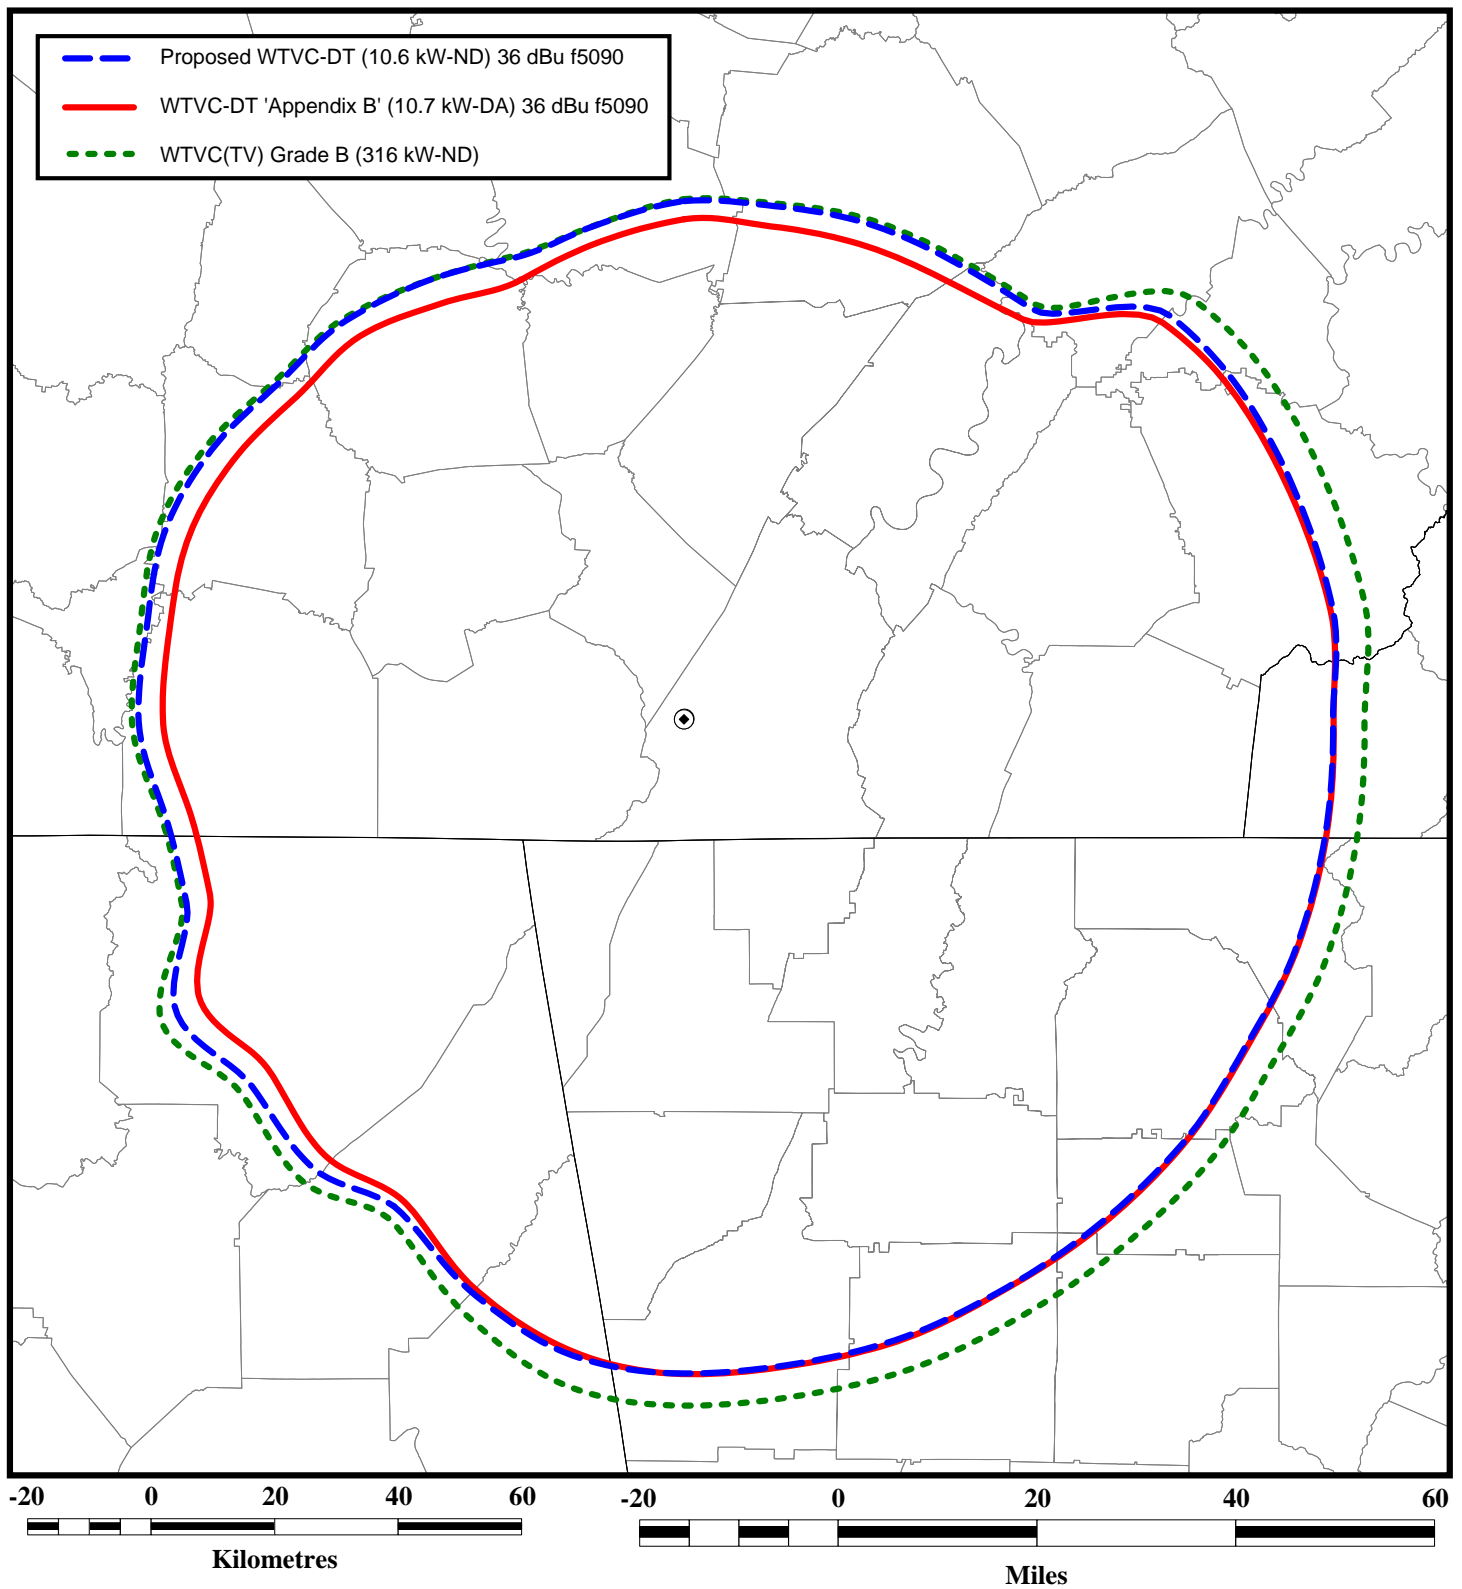 Proposed WTVC-DT (10.6 kW-ND) 36 dBu f5090
WTVC-DT 'Appendix B' (10.7 kW-DA) 36 dBu f5090
WTVC(TV) Grade B (316 kW-ND)
-20 0 20 40 60
Kilometres
-20 0 20 40 60
Miles